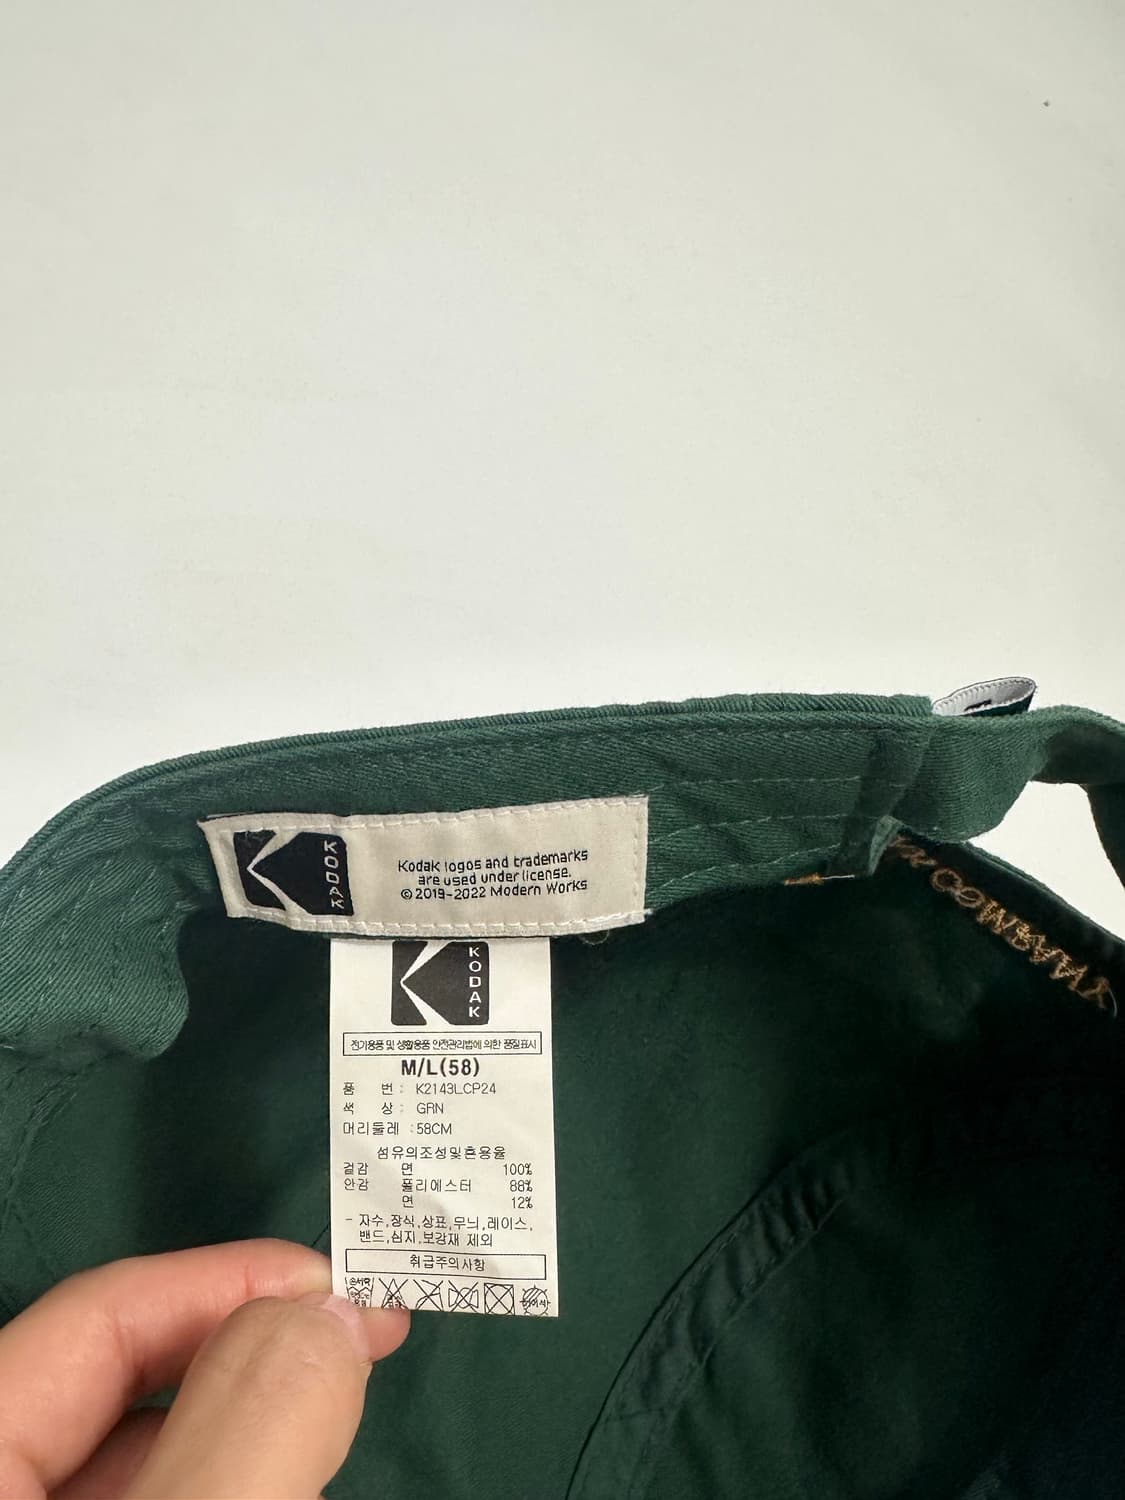 KODAK
Kodak logos and trademarks
are used under license.
©2019-2022 Modern Works
KODAK
전기용품 및 생활용품 안전관리법에 의한 품질표시
M/L(58)
품 번 : K2143LCP24
색 상 : GRN
머리둘레 : 58CM
섬유의조성및혼용율
겉감 면 100%
안감 폴리에스터 88%
면 12%
- 자수,장식,상표,무늬,레이스,
밴드,심지,보강재 제외
취급주의사항
손세탁